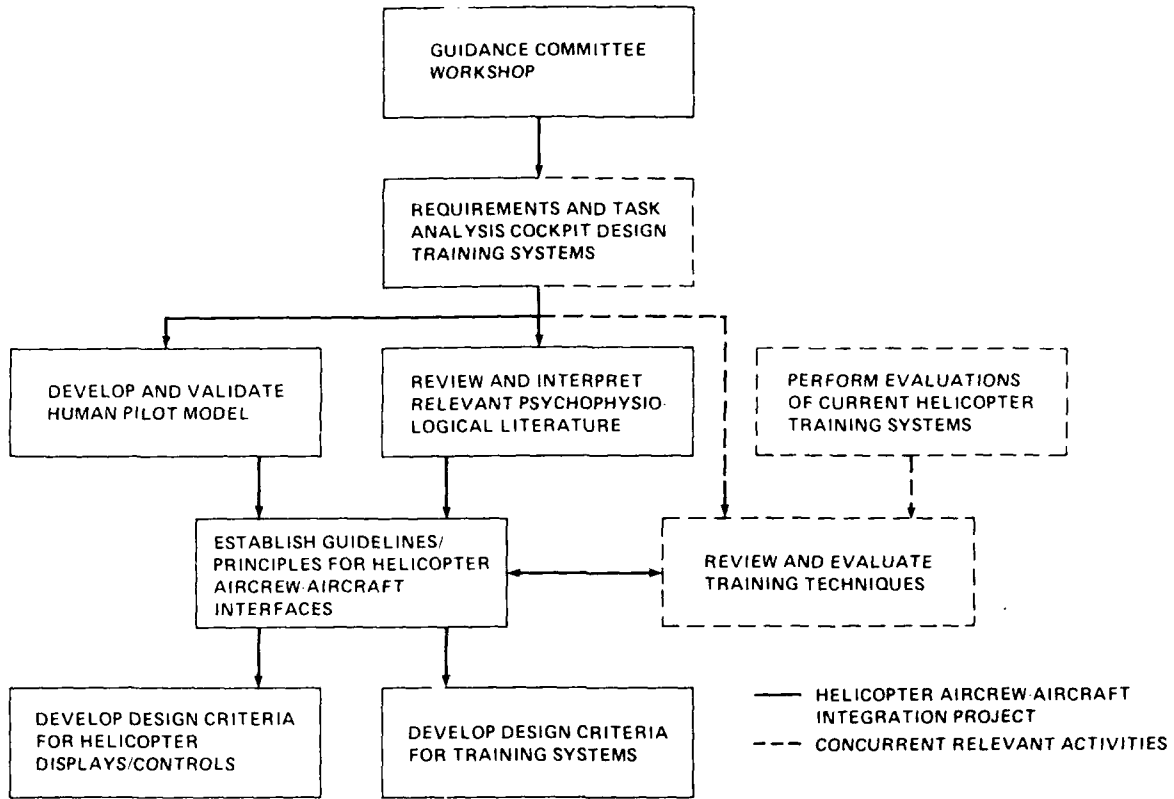 GUIDANCE COMMITTEE
WORKSHOP
REQUIREMENTS AND TASK
ANALYSIS COCKPIT DESIGN
TRAINING SYSTEMS
DEVELOP AND VALIDATE
HUMAN PILOT MODEL
REVIEW AND INTERPRET
RELEVANT PSYCHOPHYSIO-
LOGICAL LITERATURE
PERFORM EVALUATIONS
OF CURRENT HELICOPTER
TRAINING SYSTEMS
ESTABLISH GUIDELINES/
PRINCIPLES FOR HELICOPTER
AIRCREW-AIRCRAFT
INTERFACES
REVIEW AND EVALUATE
TRAINING TECHNIQUES
DEVELOP DESIGN CRITERIA
FOR HELICOPTER
DISPLAYS/CONTROLS
DEVELOP DESIGN CRITERIA
FOR TRAINING SYSTEMS
HELICOPTER AIRCREW-AIRCRAFT
INTEGRATION PROJECT
CONCURRENT RELEVANT ACTIVITIES